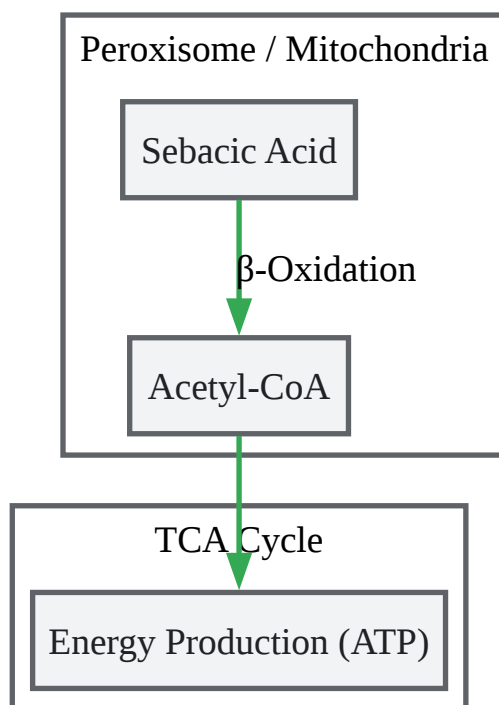 Peroxisome / Mitochondria
Sebacic Acid
β-Oxidation
Acetyl-CoA
TCA Cycle
Energy Production (ATP)